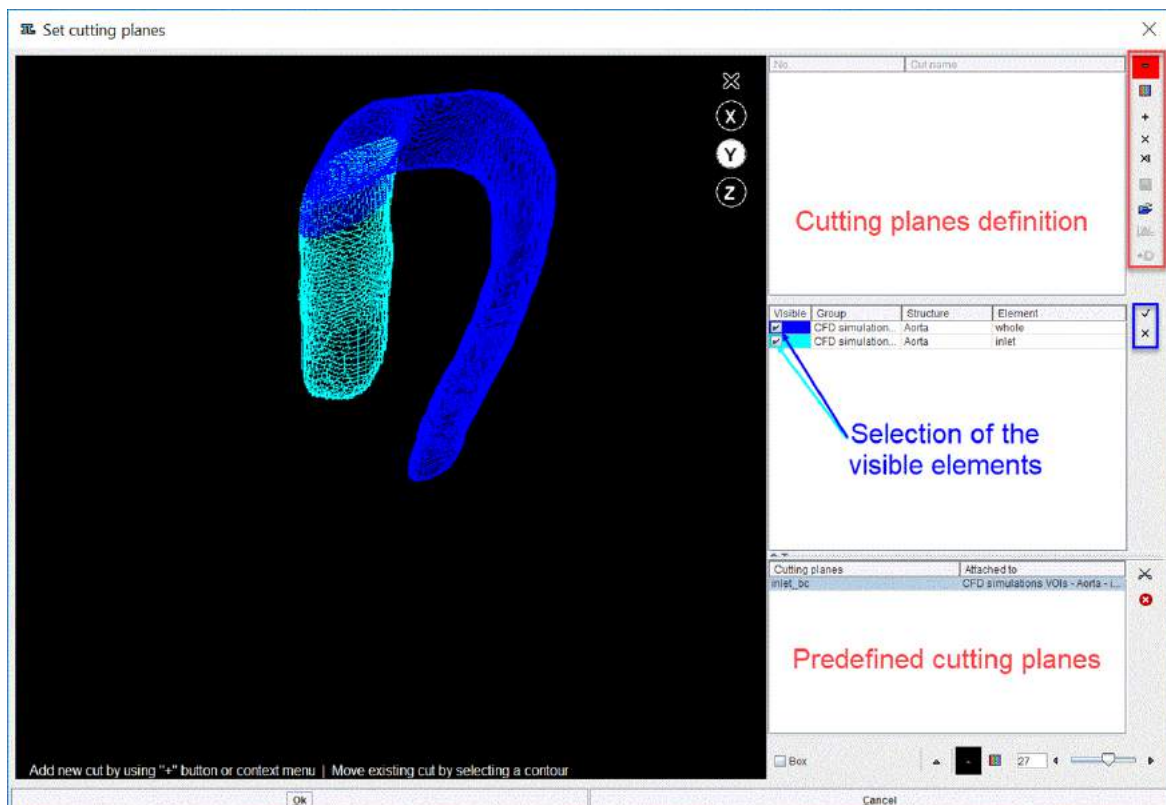 Set cutting planes
No. Cut name
X
Y
Z
Cutting planes definition
Visible Group Structure Element
CFD simulation... Aorta whole
CFD simulation... Aorta inlet
Selection of the
visible elements
Cutting planes Attached to
inlet_bc CFD simulations VOIs - Aorta - i...
Predefined cutting planes
Add new cut by using "+" button or context menu | Move existing cut by selecting a contour
Box 27
Ok Cancel